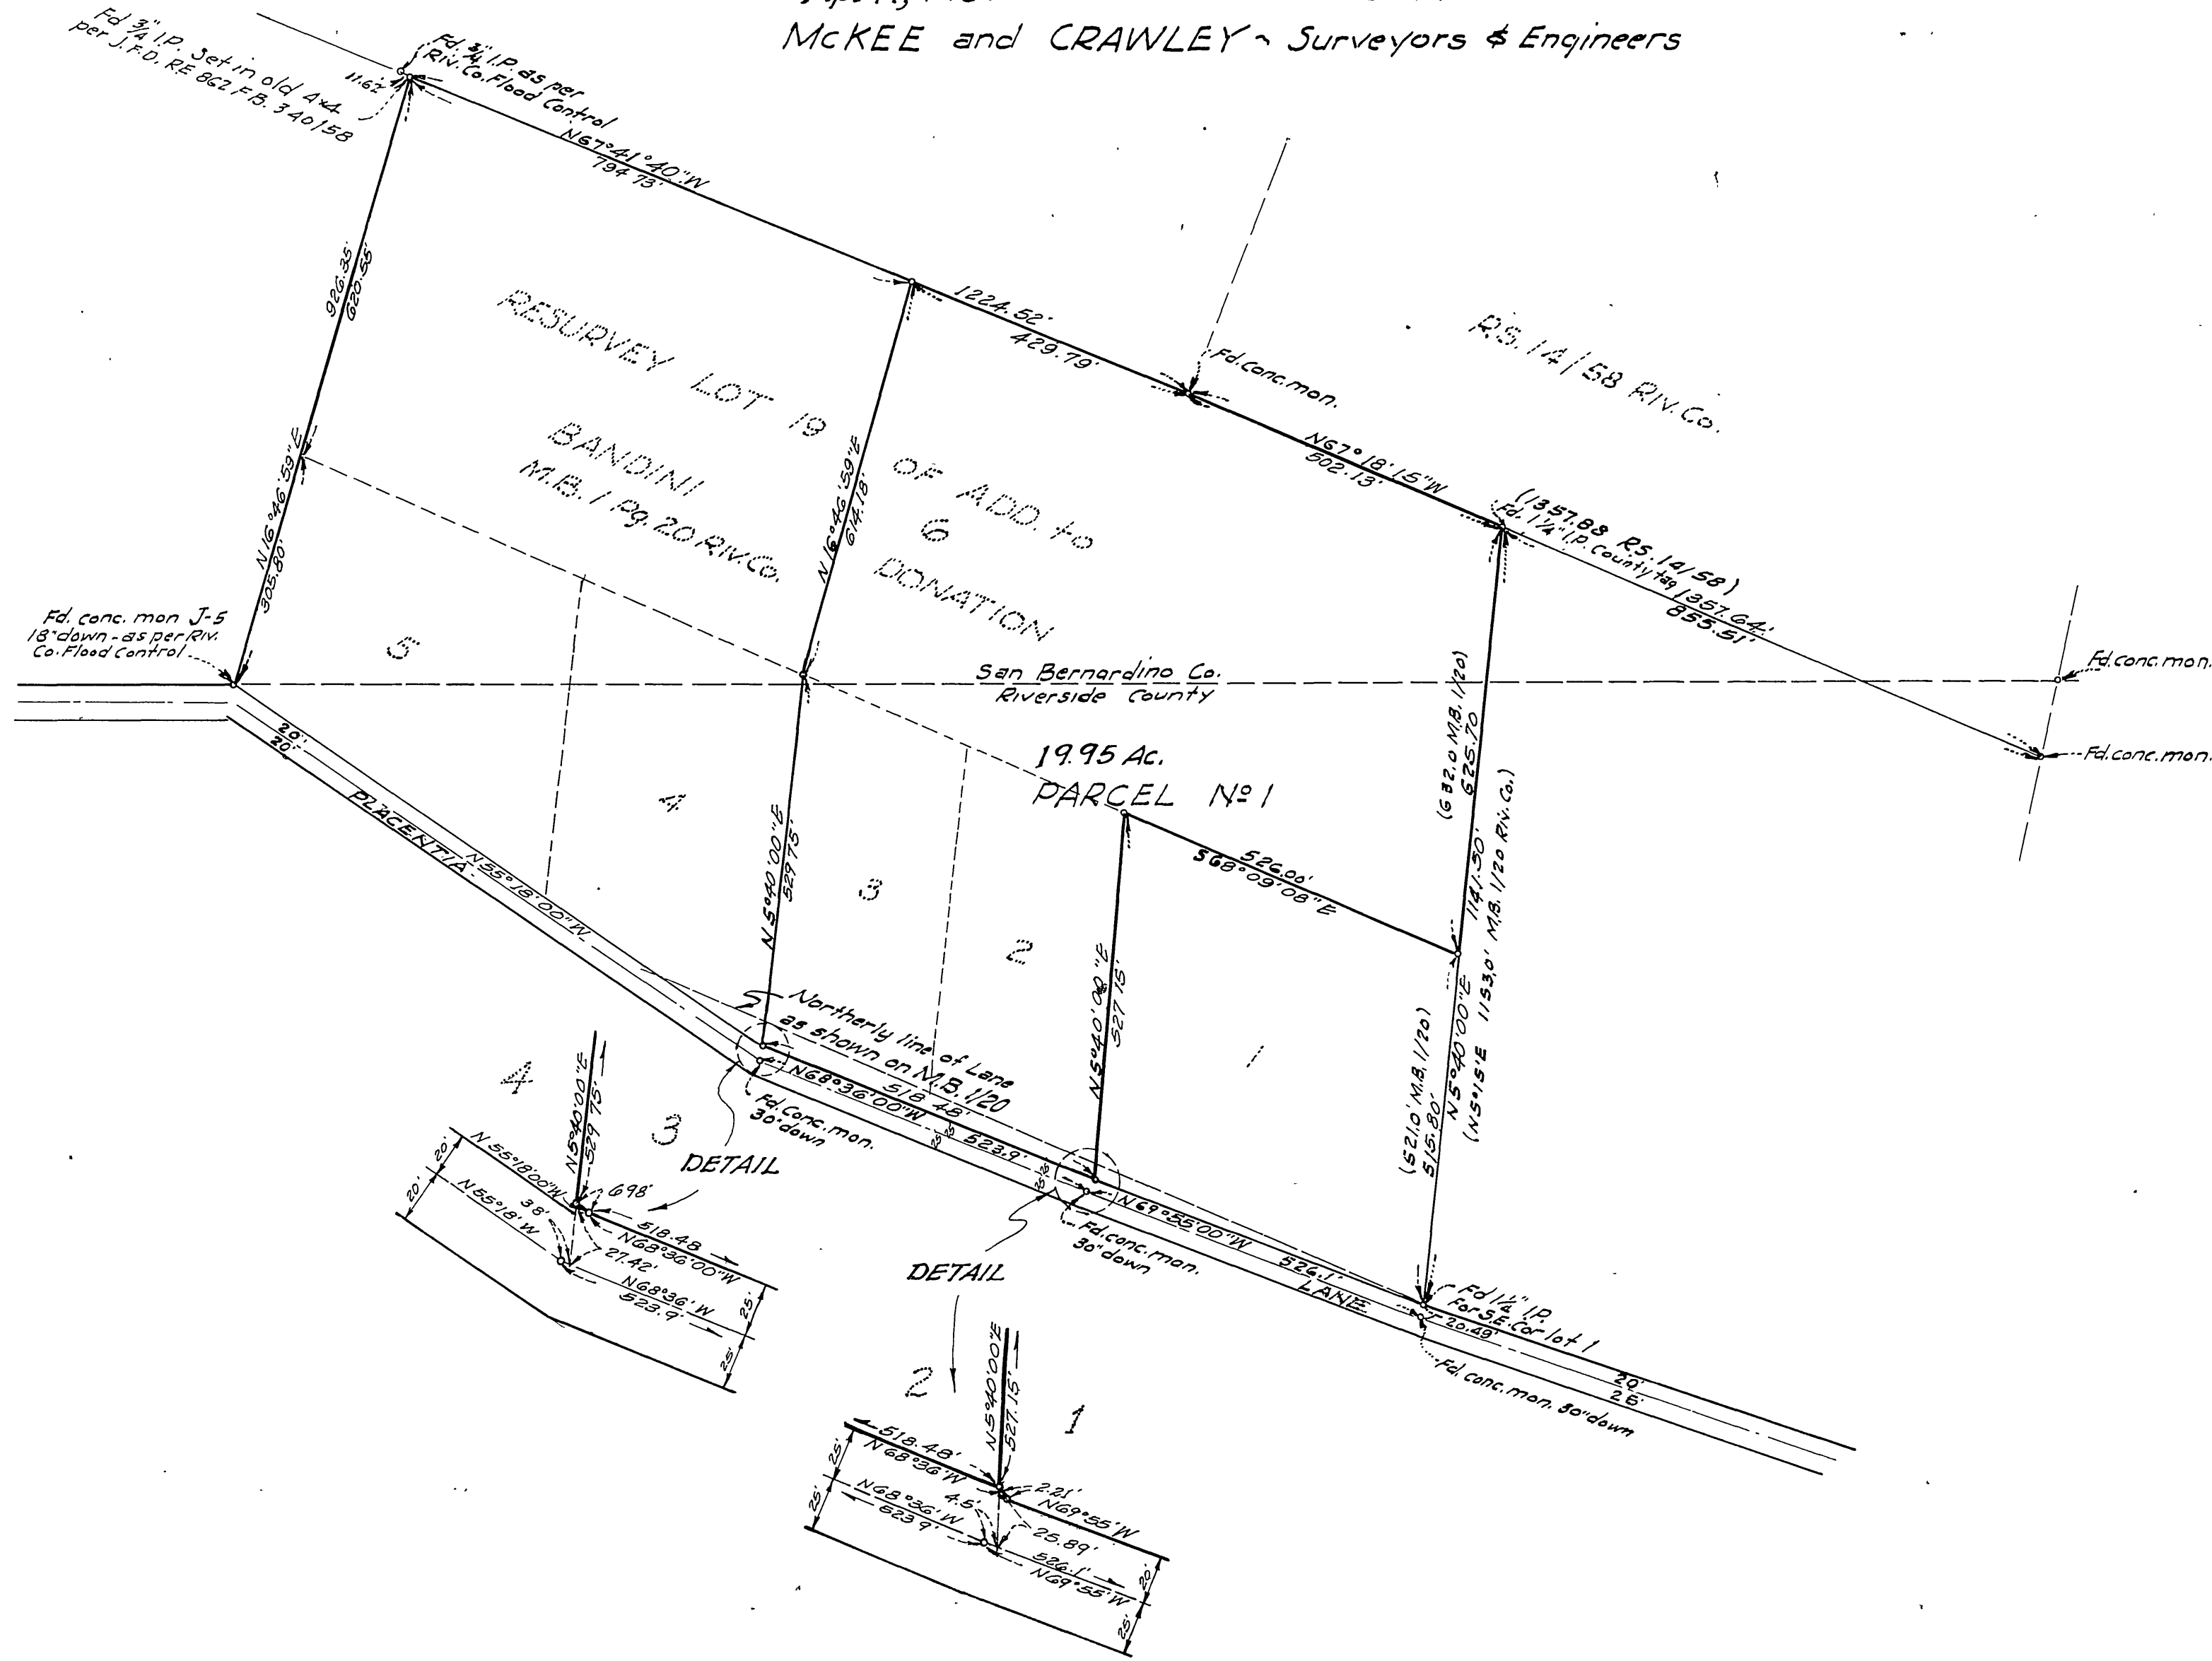 McKEE and CRAWLEY ~ Surveyors & Engineers
Fd ¾" I.P. Set in old 4x4
per J.F.D. RE 862 F.B. 340/58
11.62'
Fd. ¾" I.P. as per
Riv. Co. Flood Control
N67°41'40"W
794.73'
926.35'
620.55'
N16°46'59"E
305.80'
RESURVEY LOT 19
BANDINI
M.B. 1 Pg. 20 RIV. CO.
OF ADD. to
6
DONATION
N16°46'59"E
614.18'
1224.52'
429.79'
Fd. conc. mon.
R.S. 14/58 RIV. Co.
N67°18'15"W
502.13'
(1357.88 RS. 14/58)
Fd. 1¼" I.P. County tag 1357.64'
855.51'
Fd. conc. mon.
Fd. conc. mon.
Fd. conc. mon J-5
18" down - as per Riv.
Co. Flood Control
5
San Bernardino Co.
Riverside County
19.95 Ac.
PARCEL Nº 1
(632.0 M.B. 1/20)
625.70
1141.50'
N5°40'00"E
(N5°15'E 1153.0' M.B. 1/20 Riv. Co.)
(521.0' M.B. 1/20)
515.80'
20'
20'
PLACENTIA
N55°18'00"W
4
N5°40'00"E
529.75'
3
2
526.00'
S68°09'08"E
N5°40'00"E
527.15'
1
Northerly line of Lane
as shown on M.B. 1/20
518.48'
N68°36'00"W
523.9'
25'
25'
25'
25'
Fd. Conc. mon.
30" down
DETAIL
N69°55'00"W
526.1'
LANE
Fd. conc. mon.
30" down
Fd 1¼" I.P.
For S.E. Cor lot 1
20.49'
Fd. conc. mon. 30" down
20'
25'
4
3
N5°40'00"E
529.75'
20'
20'
N55°18'00"W
N55°18'W
38'
698'
518.48
N68°36'00"W
27.42'
N68°36'W
523.9'
25'
25'
DETAIL
2
1
N5°40'00"E
527.15'
518.48'
N68°36'W
25'
25'
N68°36'W
523.9'
4.5'
2.21'
N69°55'W
25.89'
526.1'
N69°55'W
20'
25'